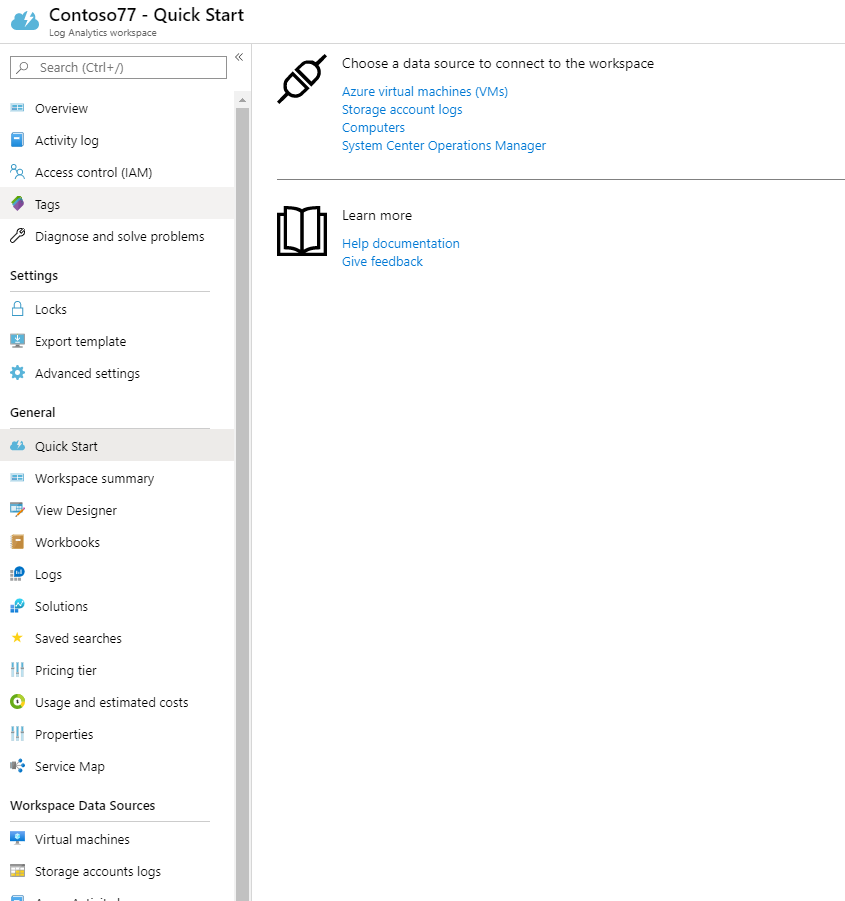 Contoso77 - Quick Start
Log Analytics workspace
Search (Ctrl+/)
«
Overview
Activity log
Access control (IAM)
Tags
Diagnose and solve problems
Settings
Locks
Export template
Advanced settings
General
Quick Start
Workspace summary
View Designer
Workbooks
Logs
Solutions
Saved searches
Pricing tier
Usage and estimated costs
Properties
Service Map
Workspace Data Sources
Virtual machines
Storage accounts logs
Choose a data source to connect to the workspace
Azure virtual machines (VMs)
Storage account logs
Computers
System Center Operations Manager
Learn more
Help documentation
Give feedback